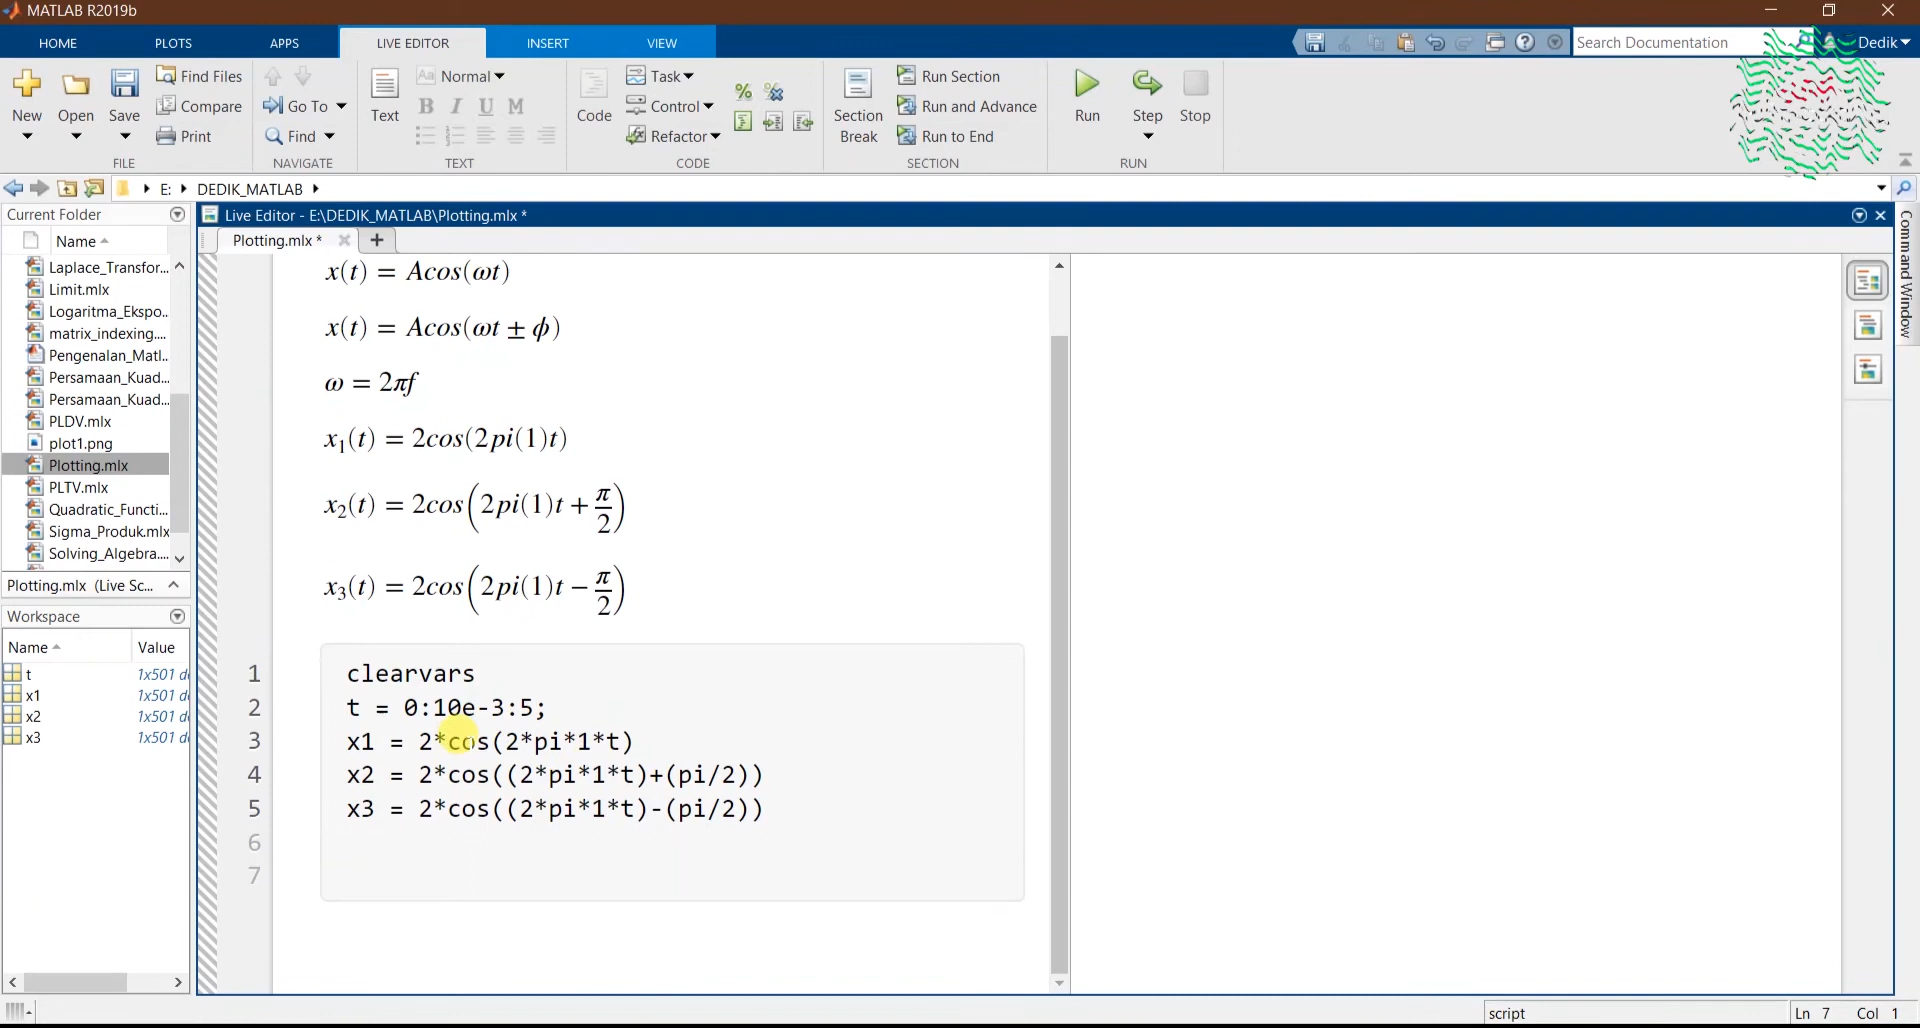 MATLAB R2019b
HOME PLOTS APPS LIVE EDITOR INSERT VIEW
Search Documentation
Dedik
New
Open
Save
Find Files
Compare
Print
FILE
Go To
Find
NAVIGATE
Text
Aa Normal
B I U M
TEXT
Code
Task
Control
Refactor
CODE
Section
Break
Run Section
Run and Advance
Run to End
SECTION
Run
Step
Stop
RUN
E: DEDIK_MATLAB
Current Folder
Name
Laplace_Transfor...
Limit.mlx
Logaritma_Ekspo..
matrix_indexing....
Pengenalan_Matl..
Persamaan_Kuad..
Persamaan_Kuad..
PLDV.mlx
plot1.png
Plotting.mlx
PLTV.mlx
Quadratic_Functi...
Sigma_Produk.mlx
Solving_Algebra....
Plotting.mlx (Live Sc...
Workspace
Name Value
t 1x501 d
x1 1x501 d
x2 1x501 d
x3 1x501 d
Live Editor - E:\DEDIK_MATLAB\Plotting.mlx *
Plotting.mlx *
x(t) = Acos(ωt)
x(t) = Acos(ωt ± ϕ)
ω = 2πf
x₁(t) = 2cos(2pi(1)t)
x₂(t) = 2cos(2pi(1)t + π/2)
x₃(t) = 2cos(2pi(1)t − π/2)
1 clearvars
2 t = 0:10e-3:5;
3 x1 = 2*cos(2*pi*1*t)
4 x2 = 2*cos((2*pi*1*t)+(pi/2))
5 x3 = 2*cos((2*pi*1*t)-(pi/2))
6
7
Command Window
script
Ln 7 Col 1